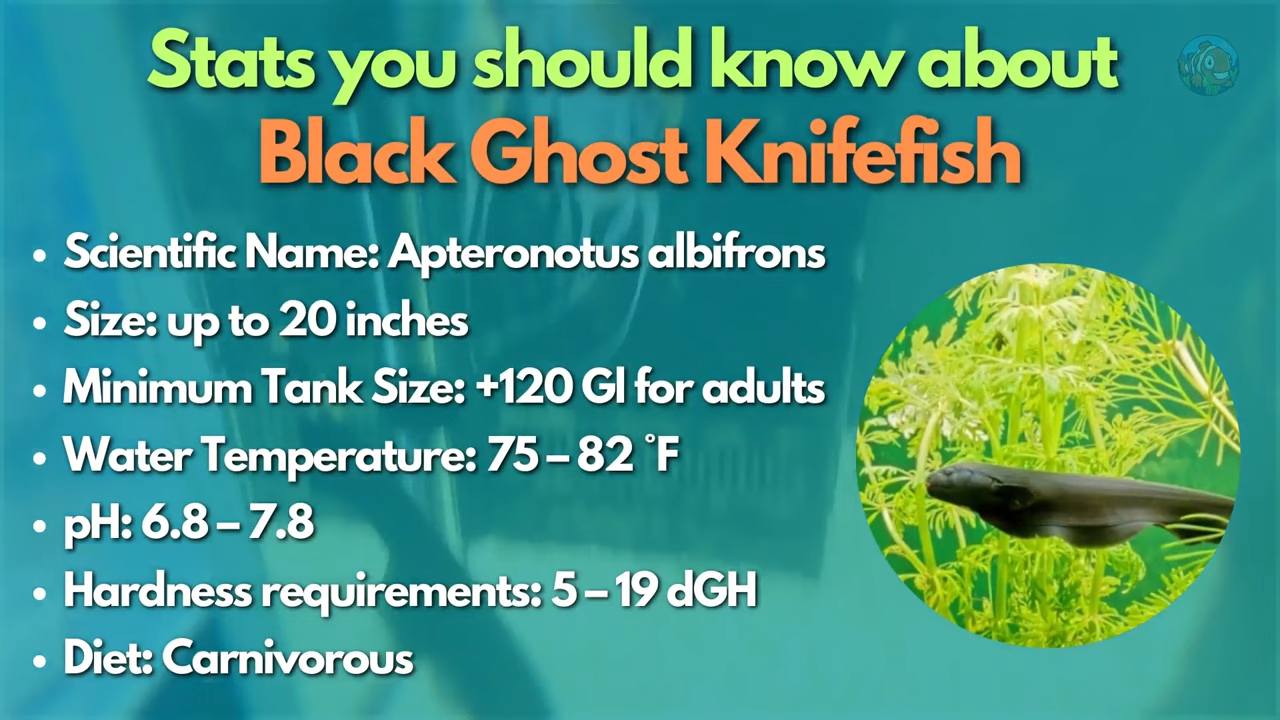 Stats you should know about
Black Ghost Knifefish
• Scientific Name: Apteronotus albifrons
• Size: up to 20 inches
• Minimum Tank Size: +120 Gl for adults
• Water Temperature: 75 – 82 °F
• pH: 6.8 – 7.8
• Hardness requirements: 5 – 19 dGH
• Diet: Carnivorous